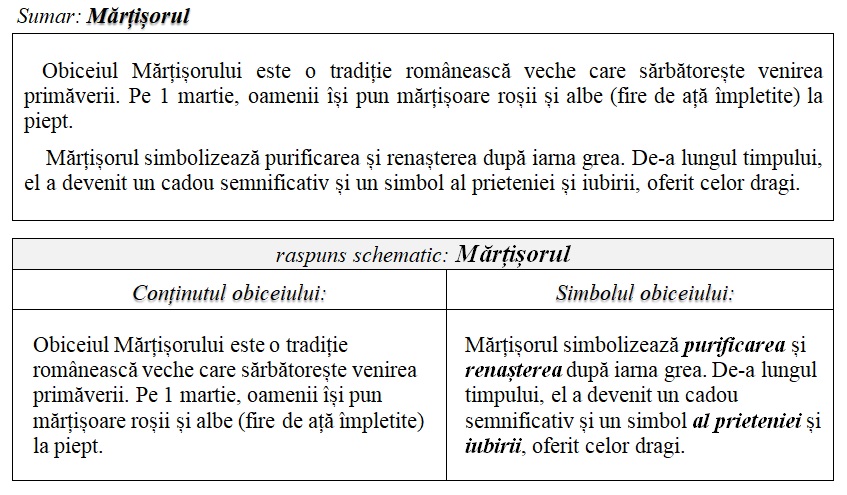 Sumar: Mărțișorul
Obiceiul Mărțișorului este o tradiție românească veche care sărbătorește venirea
primăverii. Pe 1 martie, oamenii își pun mărțișoare roșii și albe (fire de ață împletite) la
piept.
Mărțișorul simbolizează purificarea și renașterea după iarna grea. De-a lungul timpului,
el a devenit un cadou semnificativ și un simbol al prieteniei și iubirii, oferit celor dragi.
raspuns schematic: Mărțișorul
Conținutul obiceiului:
Obiceiul Mărțișorului este o tradiție
românească veche care sărbătorește venirea
primăverii. Pe 1 martie, oamenii își pun
mărțișoare roșii și albe (fire de ață împletite)
la piept.
Simbolul obiceiului:
Mărțișorul simbolizează purificarea și
renașterea după iarna grea. De-a lungul
timpului, el a devenit un cadou
semnificativ și un simbol al prieteniei și
iubirii, oferit celor dragi.